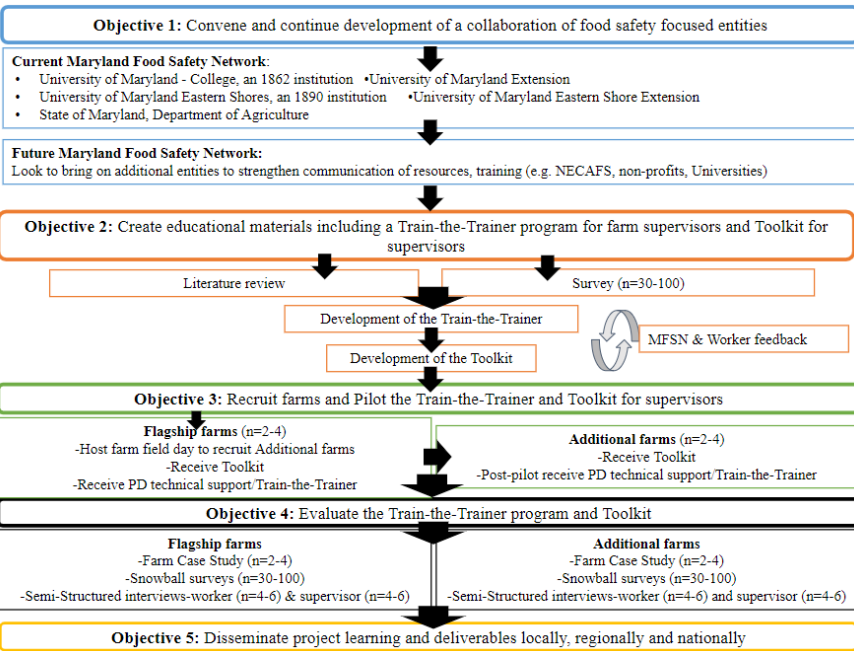 Objective 1: Convene and continue development of a collaboration of food safety focused entities
Current Maryland Food Safety Network:
• University of Maryland - College, an 1862 institution •University of Maryland Extension
• University of Maryland Eastern Shores, an 1890 institution •University of Maryland Eastern Shore Extension
• State of Maryland, Department of Agriculture
Future Maryland Food Safety Network:
Look to bring on additional entities to strengthen communication of resources, training (e.g. NECAFS, non-profits, Universities)
Objective 2: Create educational materials including a Train-the-Trainer program for farm supervisors and Toolkit for
supervisors
Literature review
Survey (n=30-100)
Development of the Train-the-Trainer
MFSN & Worker feedback
Development of the Toolkit
Objective 3: Recruit farms and Pilot the Train-the-Trainer and Toolkit for supervisors
Flagship farms (n=2-4)
-Host farm field day to recruit Additional farms
-Receive Toolkit
-Receive PD technical support/Train-the-Trainer
Additional farms (n=2-4)
-Receive Toolkit
-Post-pilot receive PD technical support/Train-the-Trainer
Objective 4: Evaluate the Train-the-Trainer program and Toolkit
Flagship farms
-Farm Case Study (n=2-4)
-Snowball surveys (n=30-100)
-Semi-Structured interviews-worker (n=4-6) & supervisor (n=4-6)
Additional farms
-Farm Case Study (n=2-4)
-Snowball surveys (n=30-100)
-Semi-Structured interviews-worker (n=4-6) and supervisor (n=4-6)
Objective 5: Disseminate project learning and deliverables locally, regionally and nationally